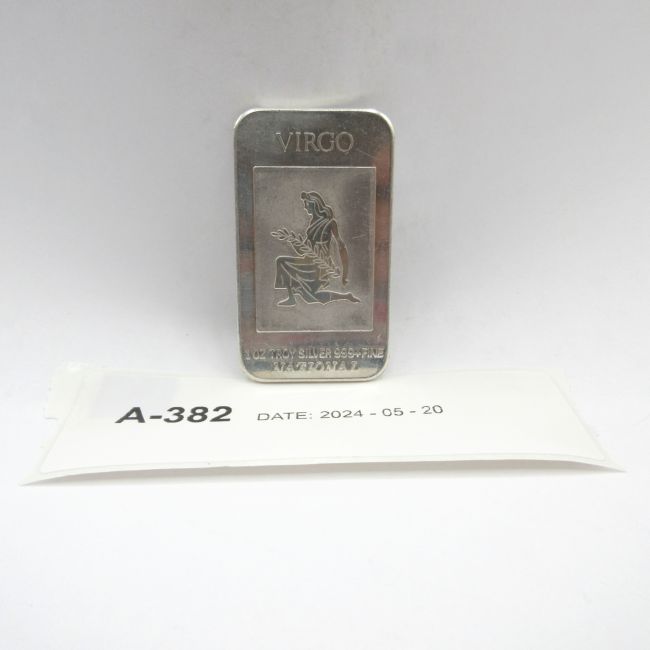 VIRGO
1 OZ TROY SILVER 999+FINE
NATIONAL
A-382 DATE: 2024 - 05 - 20